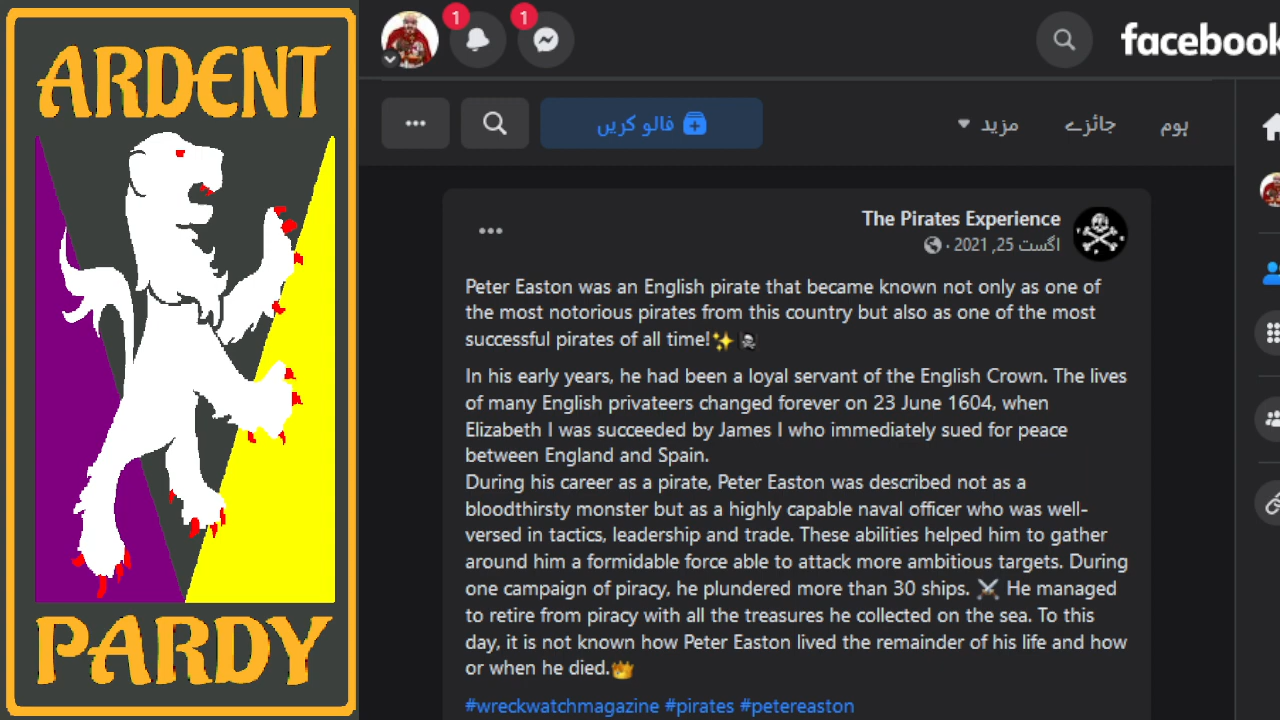 ARDENT
PARDY
1
1
facebook
فالو کریں
مزید
جائزے
ہوم
The Pirates Experience
اگست 25, 2021
Peter Easton was an English pirate that became known not only as one of
the most notorious pirates from this country but also as one of the most
successful pirates of all time!✨☠
In his early years, he had been a loyal servant of the English Crown. The lives
of many English privateers changed forever on 23 June 1604, when
Elizabeth I was succeeded by James I who immediately sued for peace
between England and Spain.
During his career as a pirate, Peter Easton was described not as a
bloodthirsty monster but as a highly capable naval officer who was well-
versed in tactics, leadership and trade. These abilities helped him to gather
around him a formidable force able to attack more ambitious targets. During
one campaign of piracy, he plundered more than 30 ships. ⚔ He managed
to retire from piracy with all the treasures he collected on the sea. To this
day, it is not known how Peter Easton lived the remainder of his life and how
or when he died.👑
#wreckwatchmagazine #pirates #petereaston